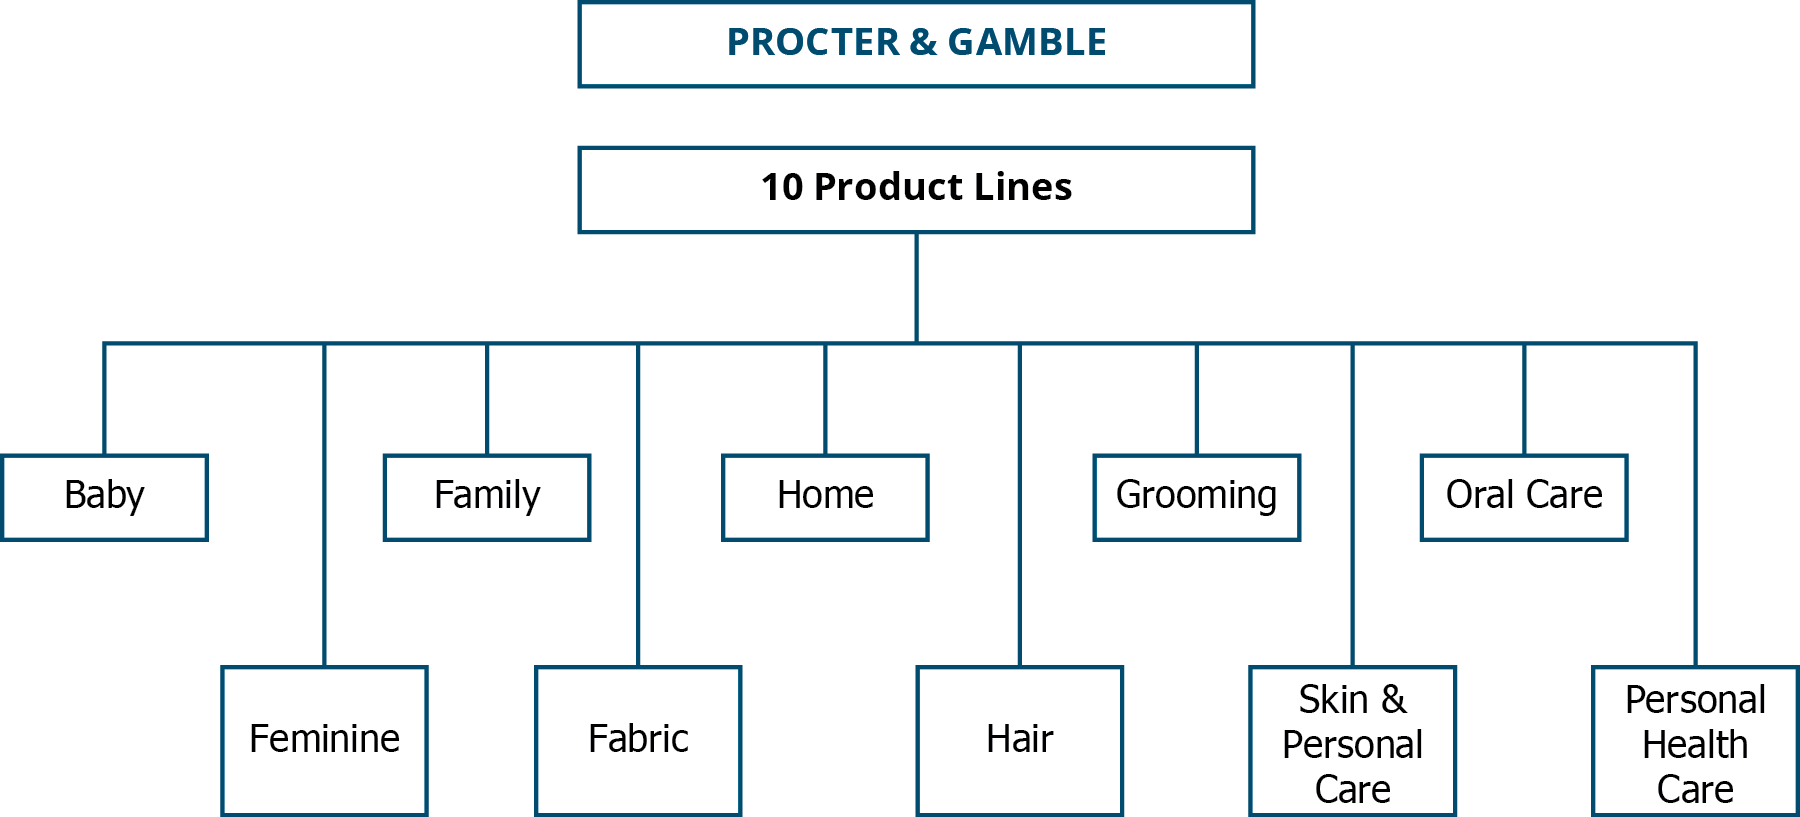 PROCTER & GAMBLE
10 Product Lines
Baby
Family
Home
Grooming
Oral Care
Feminine
Fabric
Hair
Skin &
Personal
Care
Personal
Health
Care